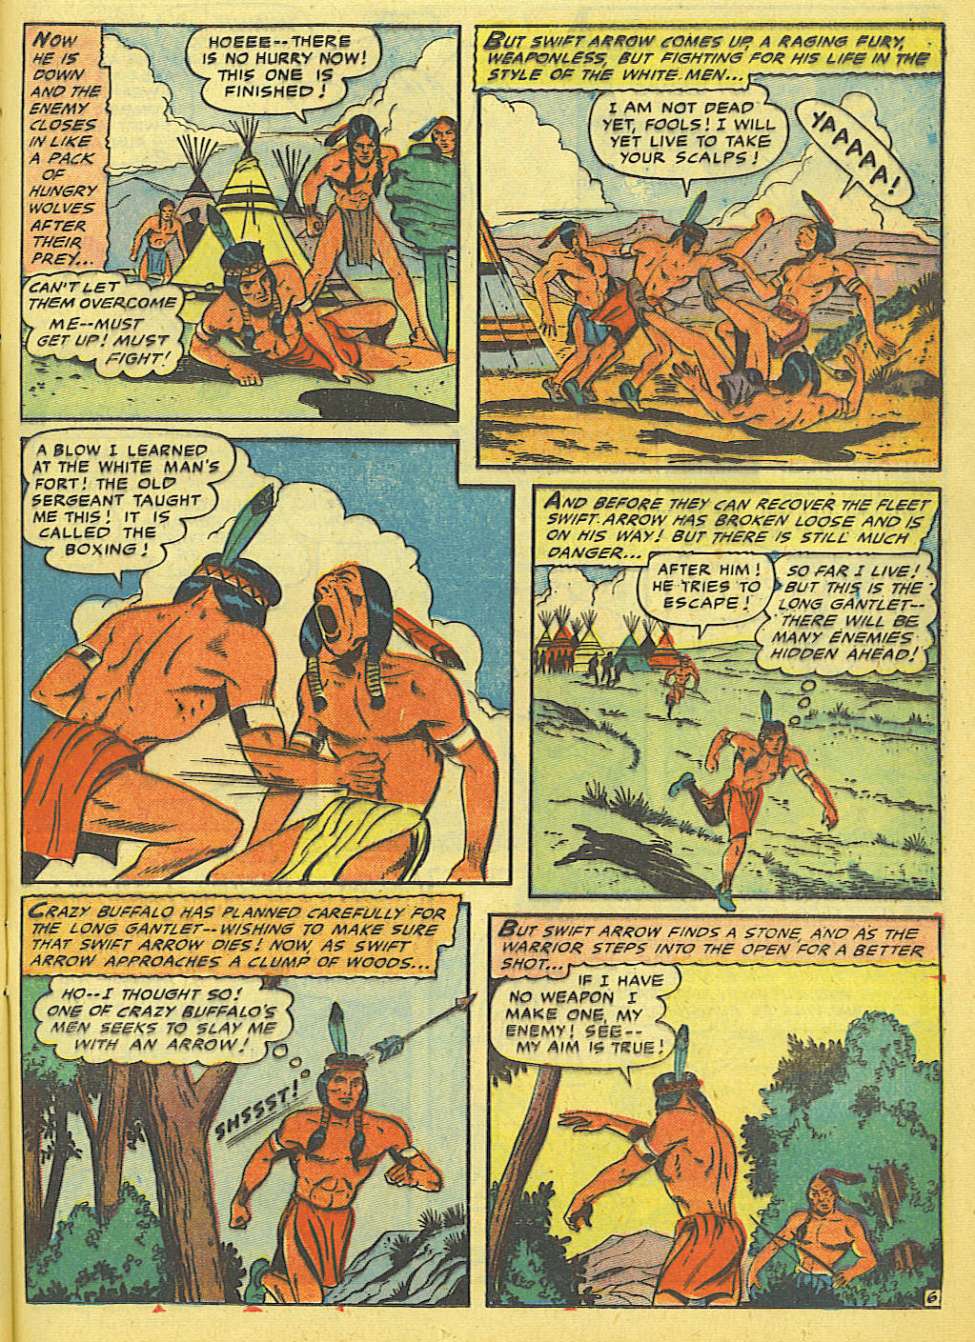 NOW
HE IS
DOWN
AND THE
ENEMY
CLOSES
IN LIKE
A PACK
OF
HUNGRY
WOLVES
AFTER
THEIR
PREY...
HOEEE--THERE
IS NO HURRY NOW!
THIS ONE IS
FINISHED!
CAN'T LET
THEM OVERCOME
ME--MUST
GET UP! MUST
FIGHT!
BUT SWIFT ARROW COMES UP, A RAGING FURY,
WEAPONLESS, BUT FIGHTING FOR HIS LIFE IN THE
STYLE OF THE WHITE MEN...
I AM NOT DEAD
YET, FOOLS! I WILL
YET LIVE TO TAKE
YOUR SCALPS!
YAAAAA!
A BLOW I LEARNED
AT THE WHITE MAN'S
FORT! THE OLD
SERGEANT TAUGHT
ME THIS! IT IS
CALLED THE
BOXING!
AND BEFORE THEY CAN RECOVER THE FLEET
SWIFT ARROW HAS BROKEN LOOSE AND IS
ON HIS WAY! BUT THERE IS STILL MUCH
DANGER...
AFTER HIM!
HE TRIES TO
ESCAPE!
SO FAR I LIVE!
BUT THIS IS THE
LONG GANTLET--
THERE WILL BE
MANY ENEMIES
HIDDEN AHEAD!
CRAZY BUFFALO HAS PLANNED CAREFULLY FOR
THE LONG GANTLET--WISHING TO MAKE SURE
THAT SWIFT ARROW DIES! NOW, AS SWIFT
ARROW APPROACHES A CLUMP OF WOODS...
HO--I THOUGHT SO!
ONE OF CRAZY BUFFALO'S
MEN SEEKS TO SLAY ME
WITH AN ARROW!
SHSSST!
BUT SWIFT ARROW FINDS A STONE, AND AS THE
WARRIOR STEPS INTO THE OPEN FOR A BETTER
SHOT...
IF I HAVE
NO WEAPON I
MAKE ONE, MY
ENEMY! SEE--
MY AIM IS TRUE!
6